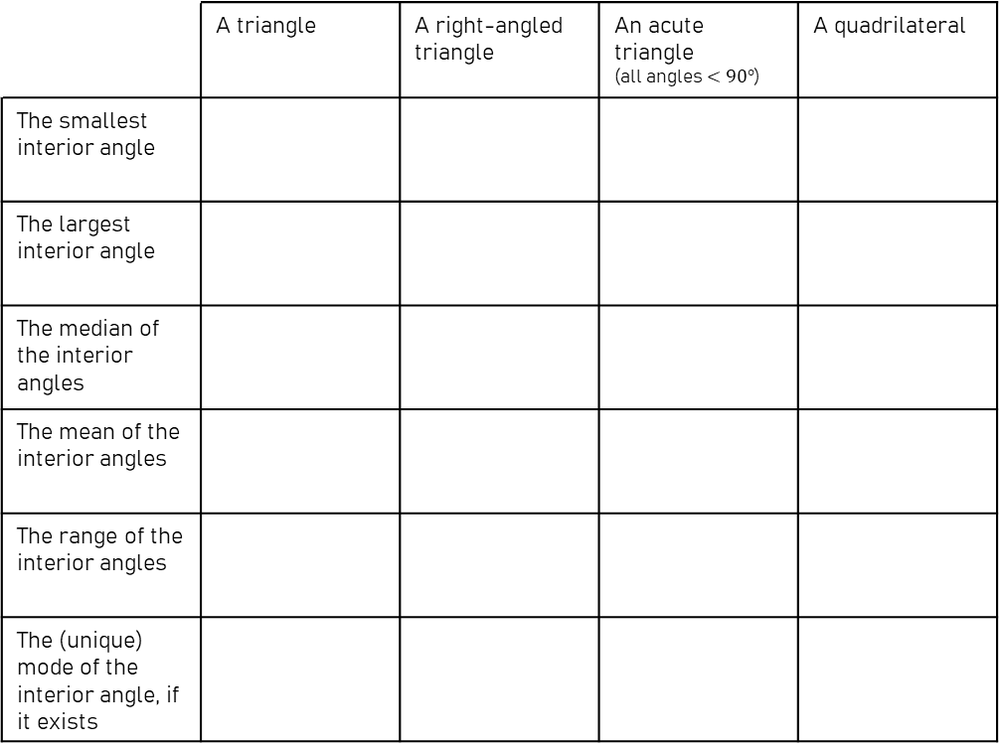 A triangle
A right-angled
triangle
An acute
triangle
(all angles < 90°)
A quadrilateral
The smallest
interior angle
The largest
interior angle
The median of
the interior
angles
The mean of the
interior angles
The range of the
interior angles
The (unique)
mode of the
interior angle, if
it exists